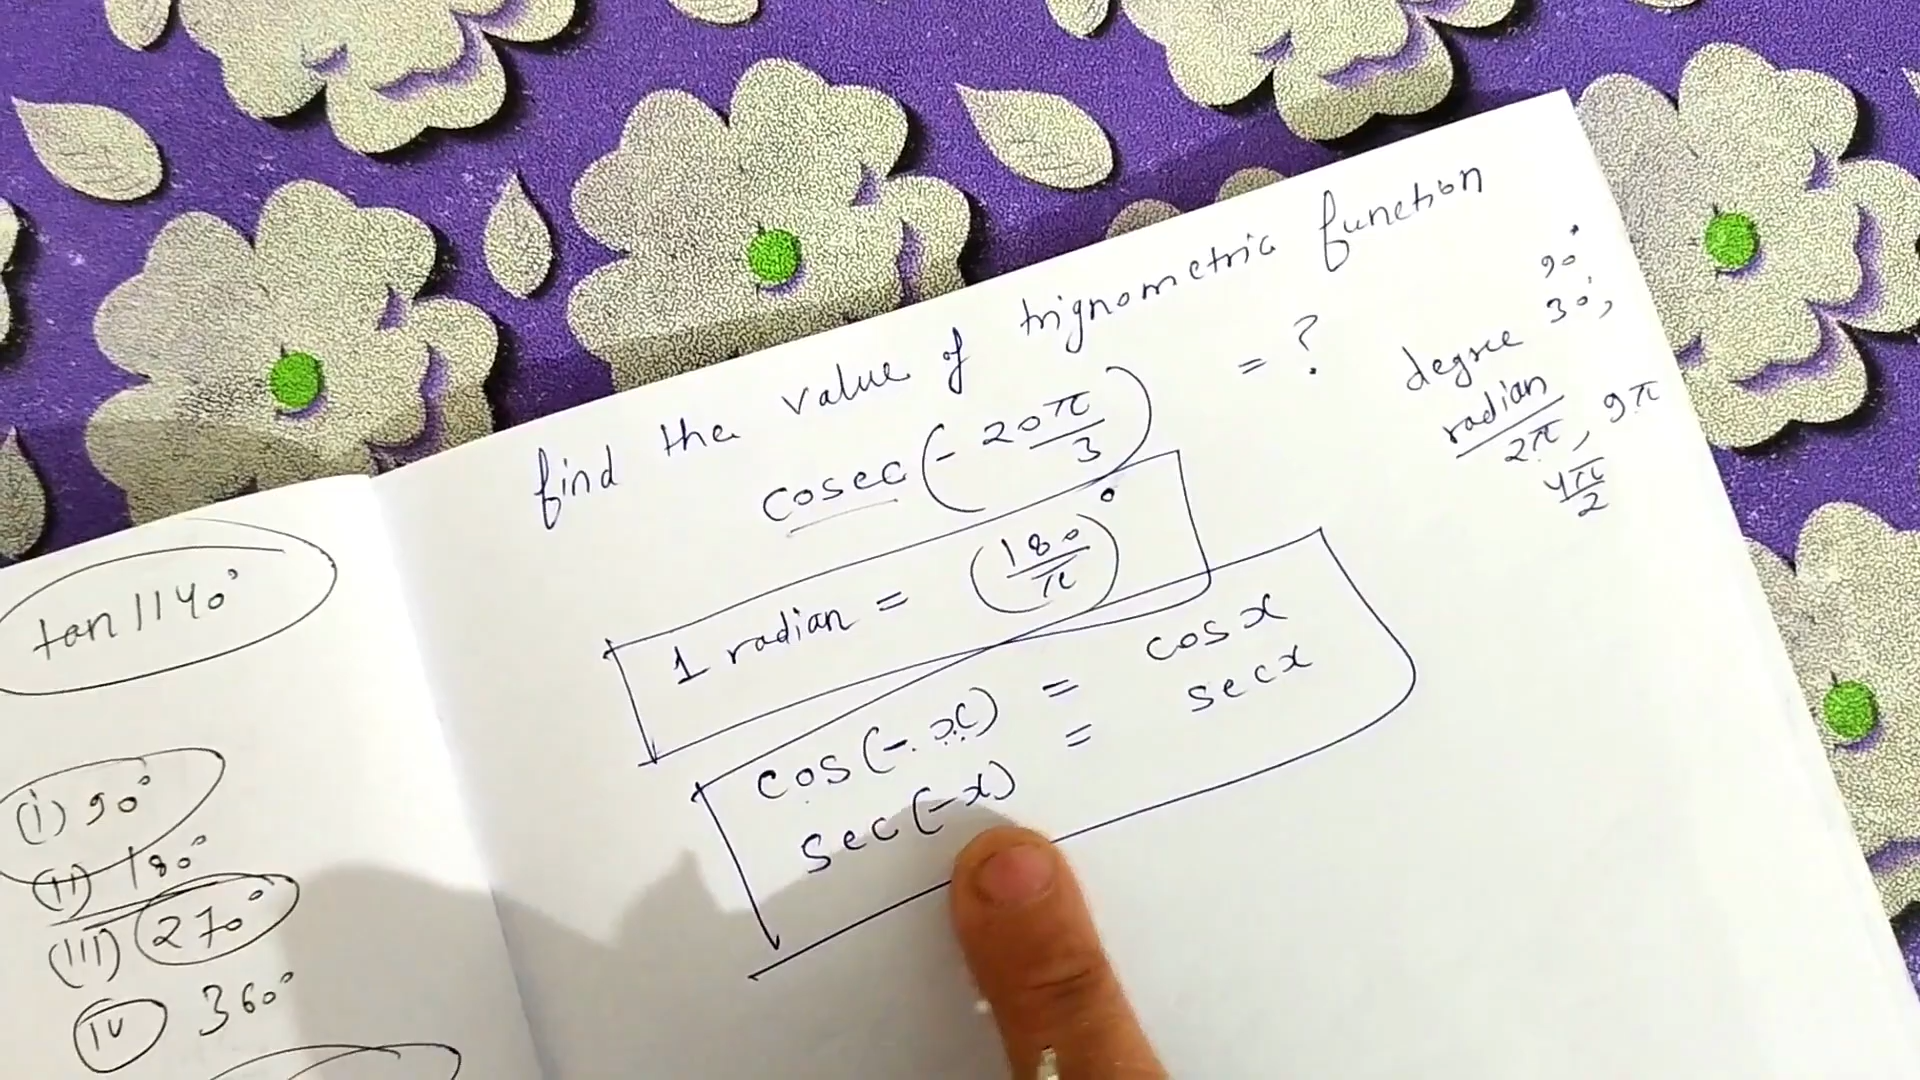 find the value of trignometric function
cosec (-20π/3) = ?
1 radian = (180/π)°
cos(-x) = cos x
sec(-x) = sec x
90°
degree 30°,
radian
2π, 9π
4π/2
tan 1140°
(i) 90°
(ii) 180°
(iii) 270°
iv 360°